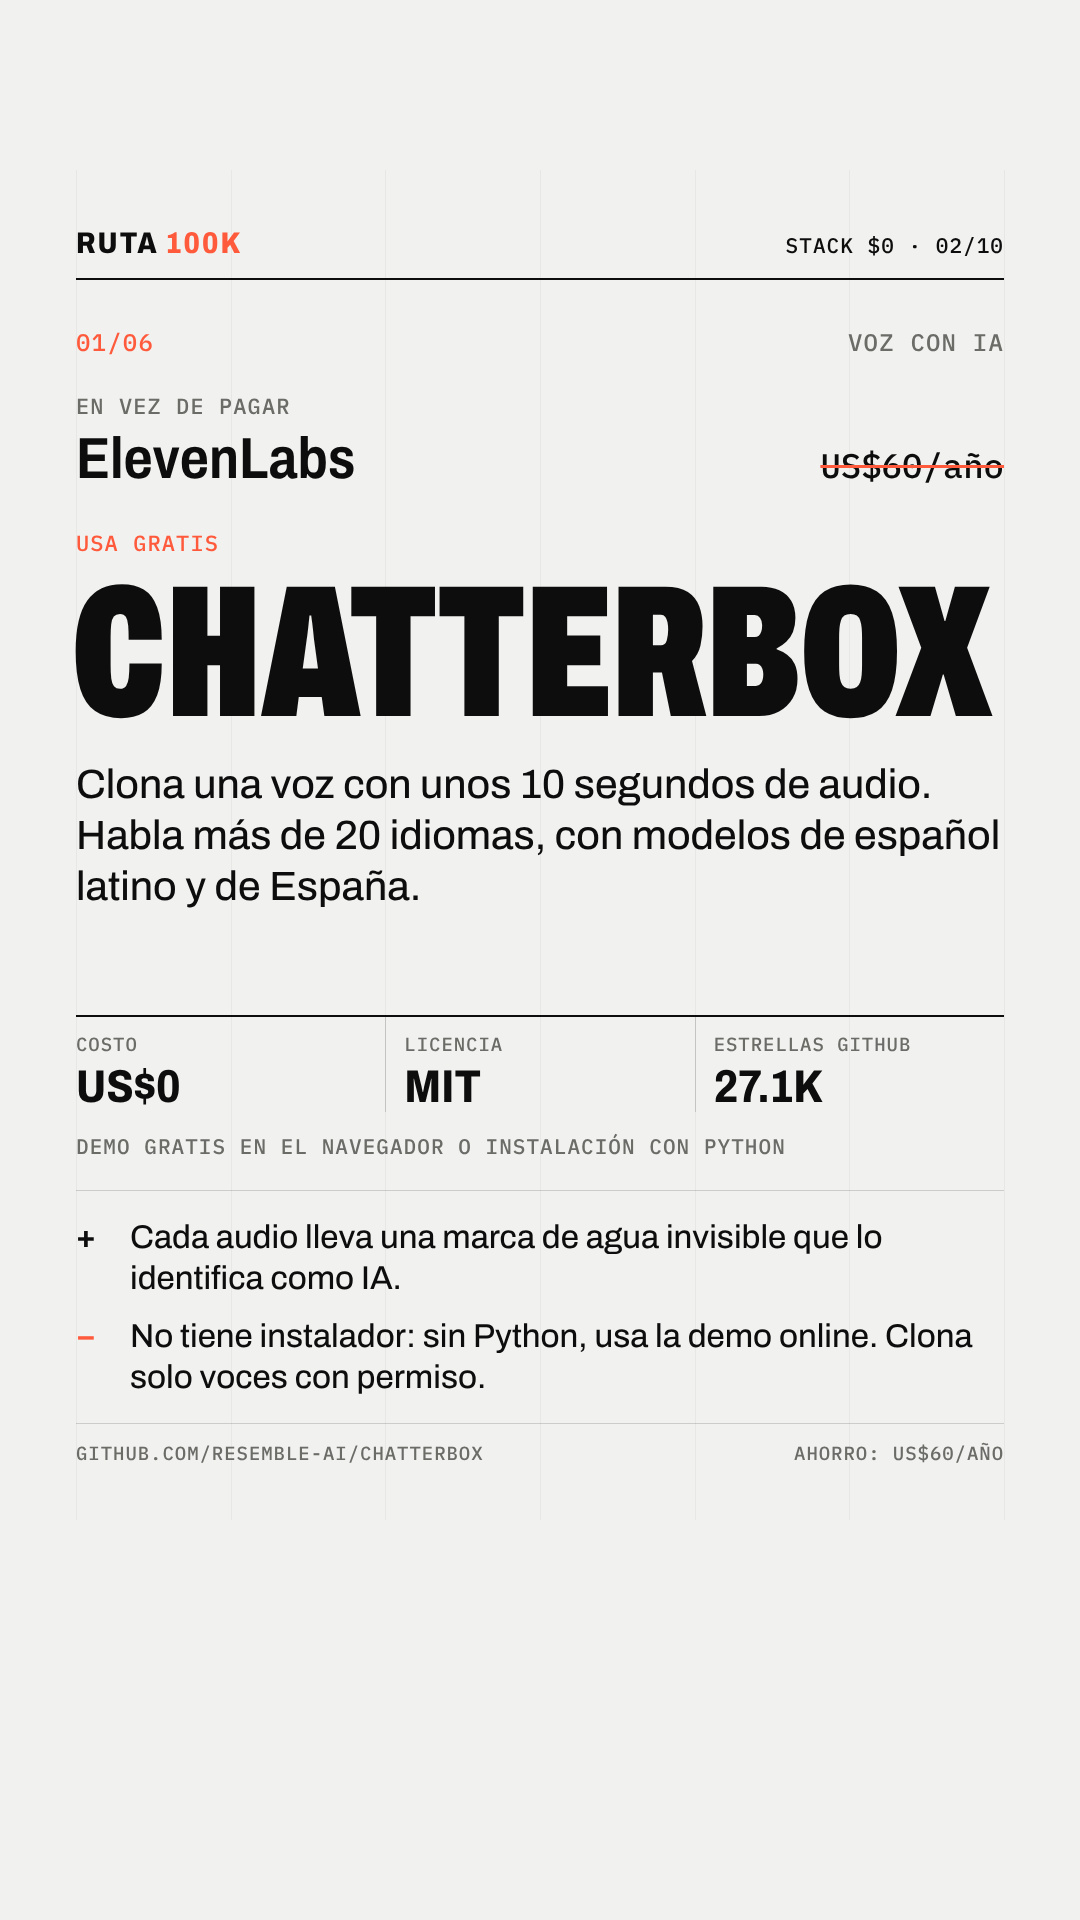 RUTA 100K
STACK $0 · 02/10
01/06
VOZ CON IA
EN VEZ DE PAGAR
ElevenLabs
US$60/año
USA GRATIS
CHATTERBOX
Clona una voz con unos 10 segundos de audio.
Habla más de 20 idiomas, con modelos de español
latino y de España.
COSTO
US$0
LICENCIA
MIT
ESTRELLAS GITHUB
27.1K
DEMO GRATIS EN EL NAVEGADOR O INSTALACIÓN CON PYTHON
+ Cada audio lleva una marca de agua invisible que lo
identifica como IA.
– No tiene instalador: sin Python, usa la demo online. Clona
solo voces con permiso.
GITHUB.COM/RESEMBLE-AI/CHATTERBOX
AHORRO: US$60/AÑO